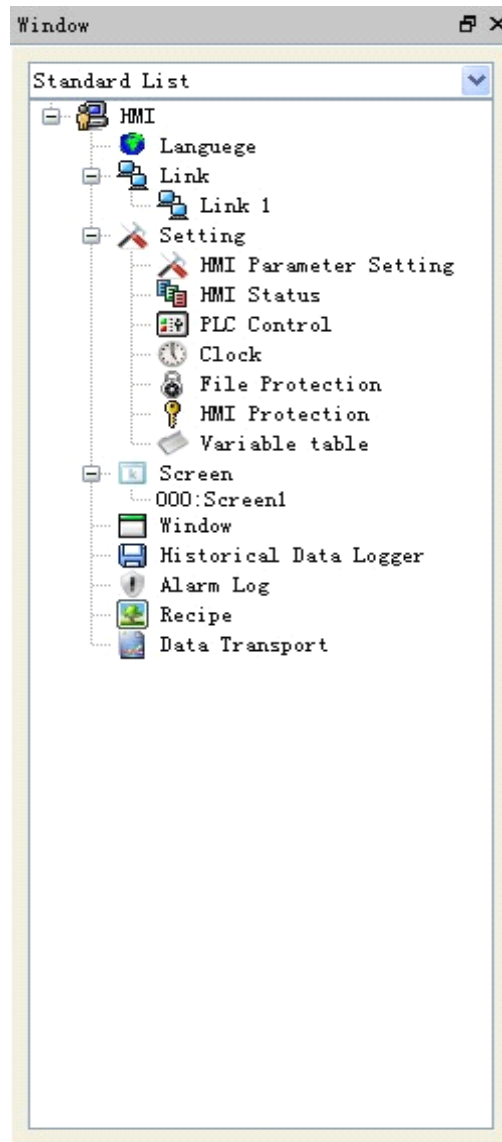 Window
Standard List
HMI
Languege
Link
Link 1
Setting
HMI Parameter Setting
HMI Status
PLC Control
Clock
File Protection
HMI Protection
Variable table
Screen
000:Screen1
Window
Historical Data Logger
Alarm Log
Recipe
Data Transport